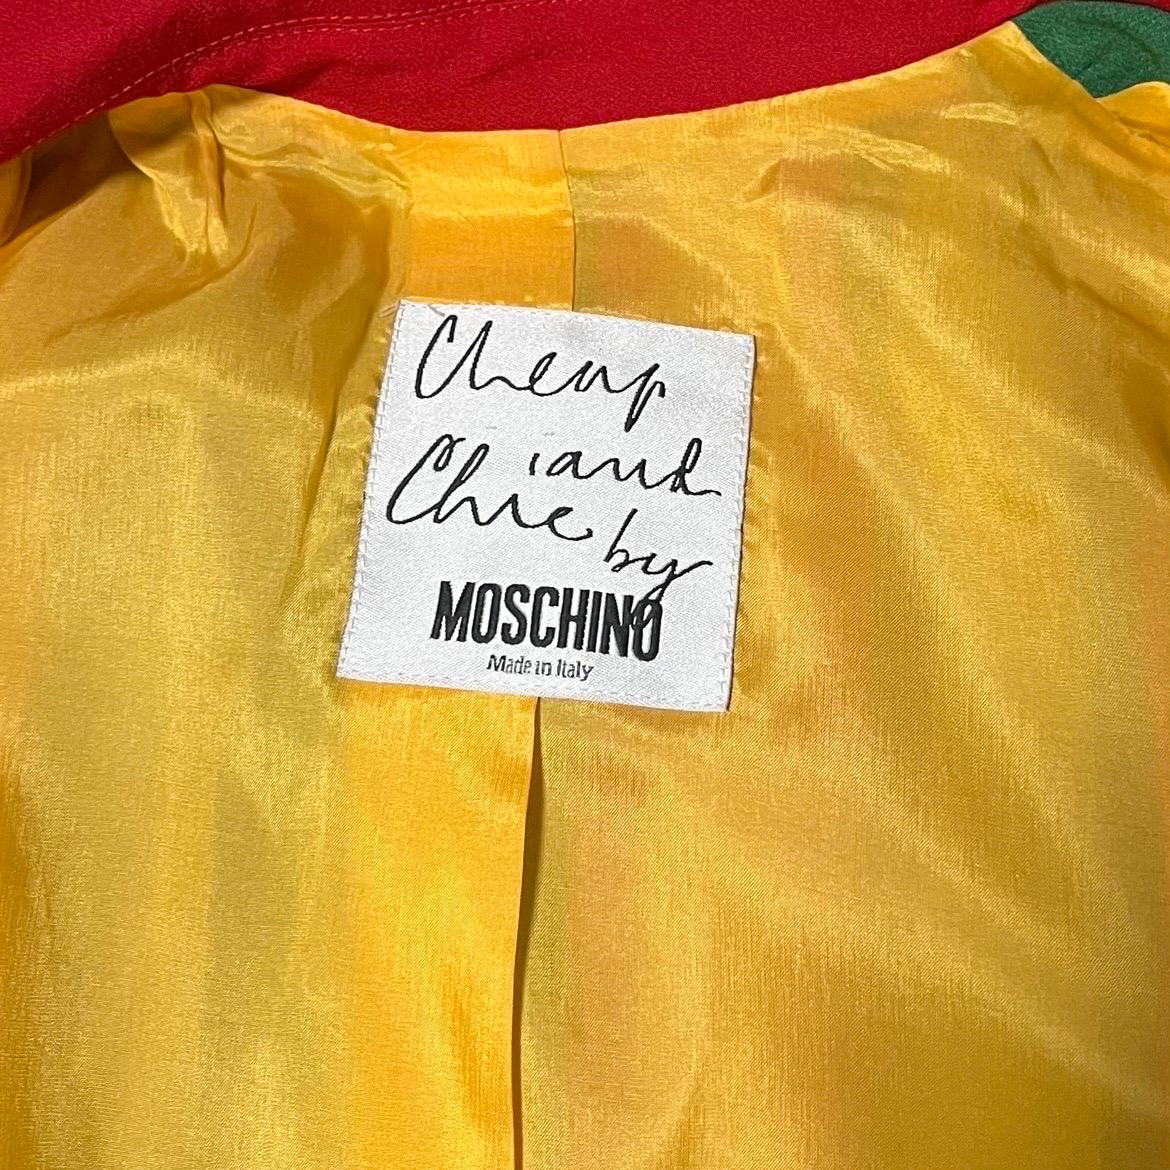 Cheap
and
Chic by
MOSCHINO
Made in Italy